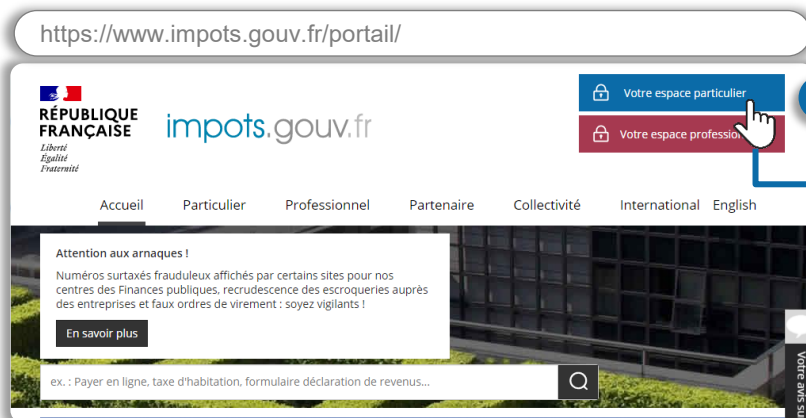 https://www.impots.gouv.fr/portail/
Votre espace particulier
RÉPUBLIQUE
FRANÇAISE
Liberté
Égalité
Fraternité
impots.gouv.fr
Votre espace
Accueil Particulier Professionnel Partenaire Collectivité International English
Attention aux arnaques !
Numéros surtaxés frauduleux affichés par certains sites pour nos
centres des Finances publiques, recrudescence des escroqueries auprès
des entreprises et faux ordres de virement : soyez vigilants !
En savoir plus
ex. : Payer en ligne, taxe d'habitation, formulaire déclaration de revenus...
Votre avis